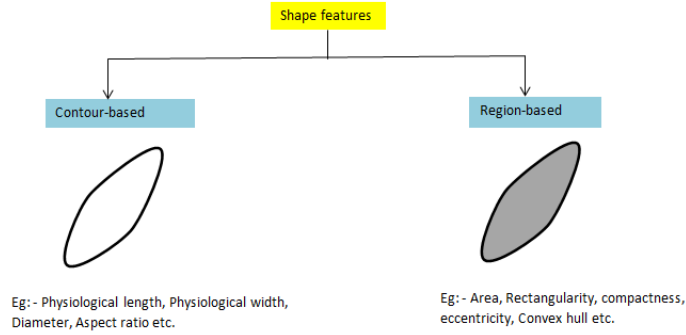 Shape features
Contour-based
Region-based
Eg: - Physiological length, Physiological width,
Diameter, Aspect ratio etc.
Eg: - Area, Rectangularity, compactness,
eccentricity, Convex hull etc.